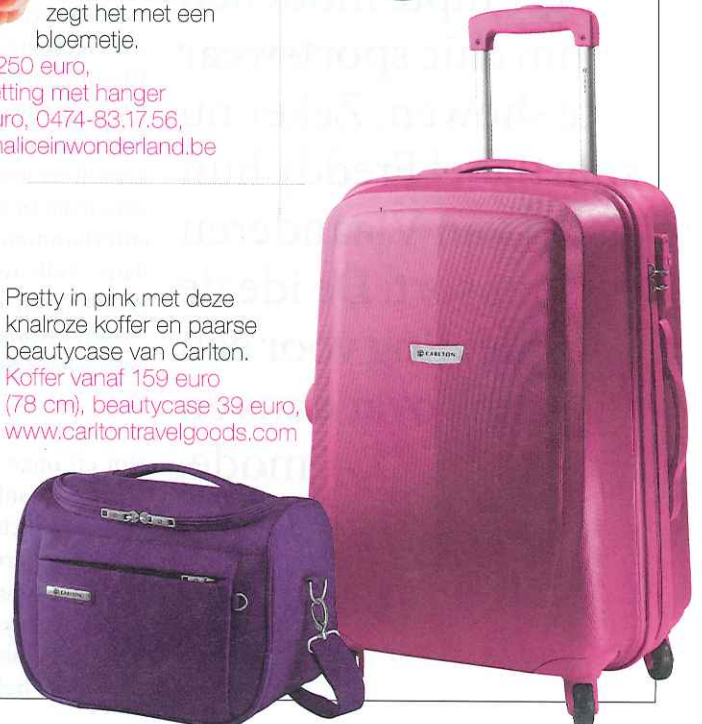 zegt het met een
bloemetje.
250 euro,
tting met hanger
uro, 0474-83.17.56,
naliceinwonderland.be
Pretty in pink met deze
knalroze koffer en paarse
beautycase van Carlton.
Koffer vanaf 159 euro
(78 cm), beautycase 39 euro,
www.carltontravelgoods.com
CARLTON
CARLTON